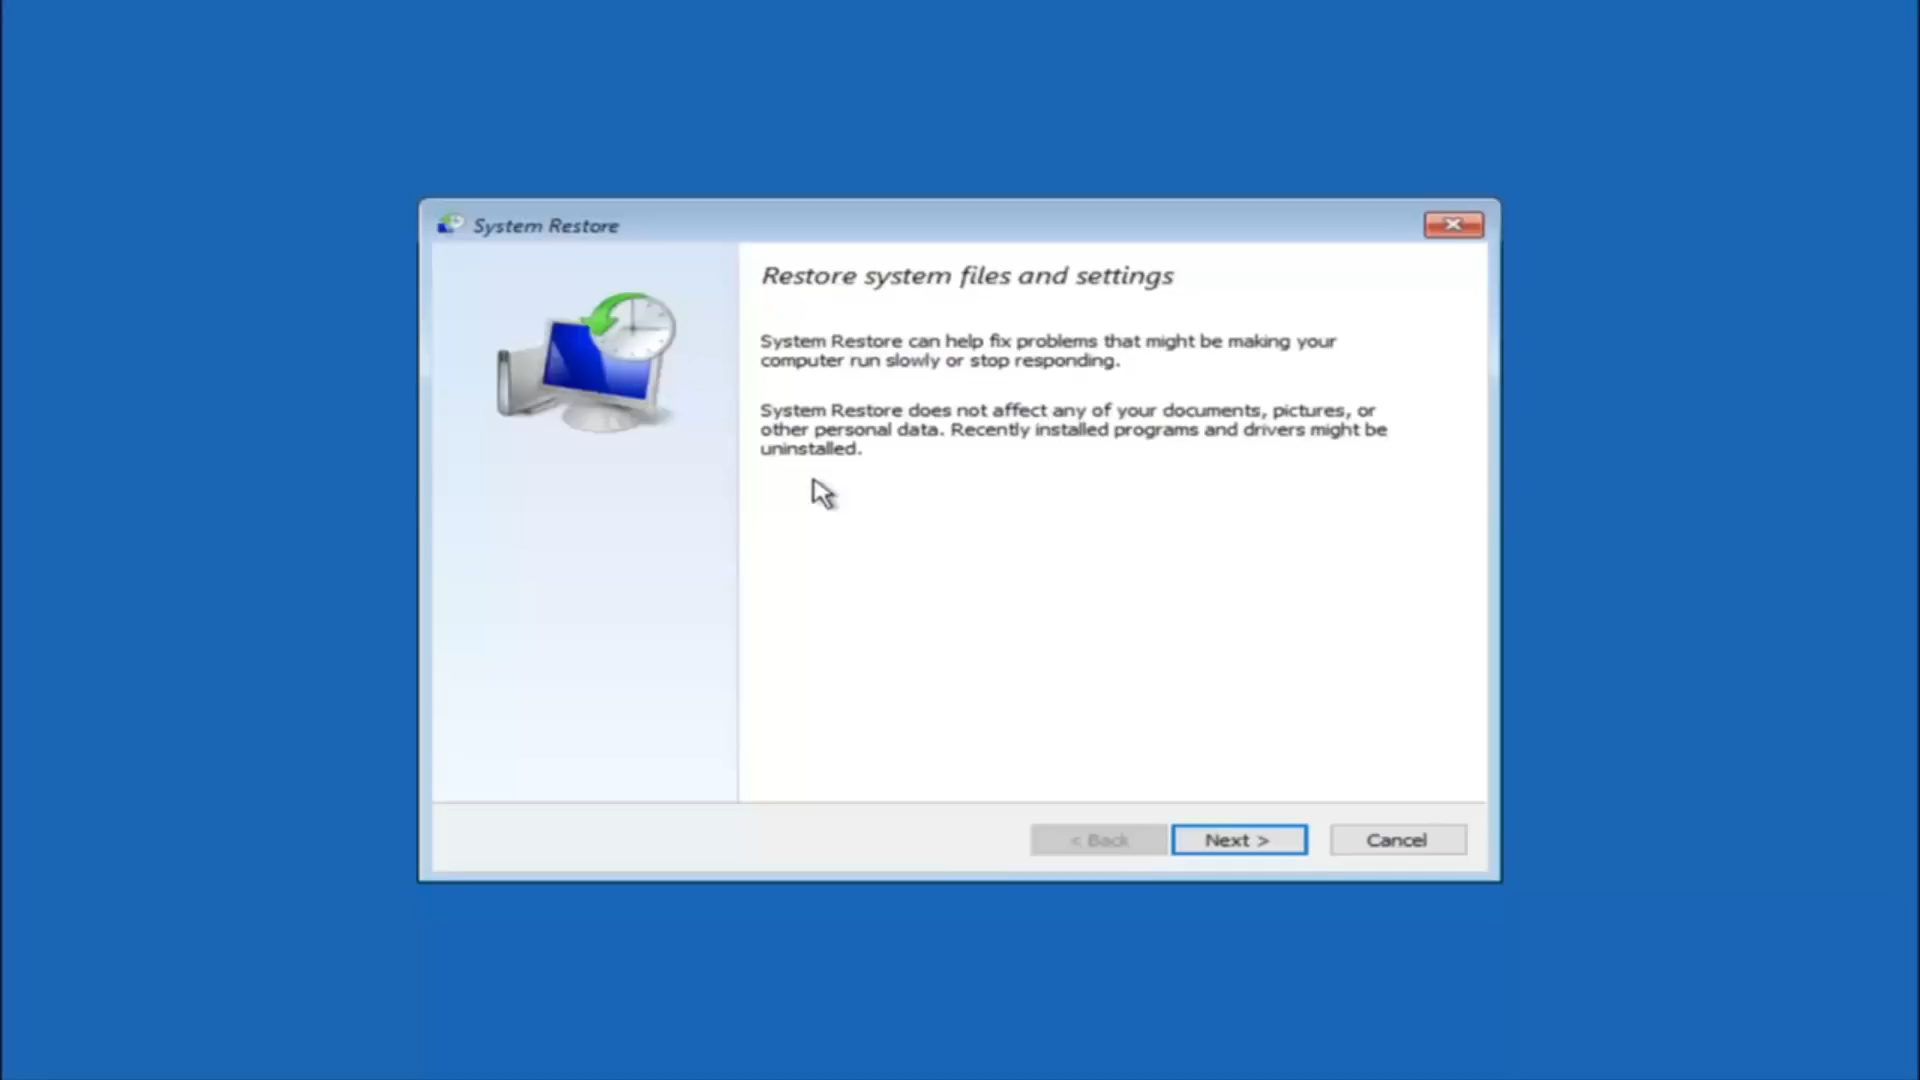 System Restore
Restore system files and settings
System Restore can help fix problems that might be making your
computer run slowly or stop responding.
System Restore does not affect any of your documents, pictures, or
other personal data. Recently installed programs and drivers might be
uninstalled.
< Back Next > Cancel